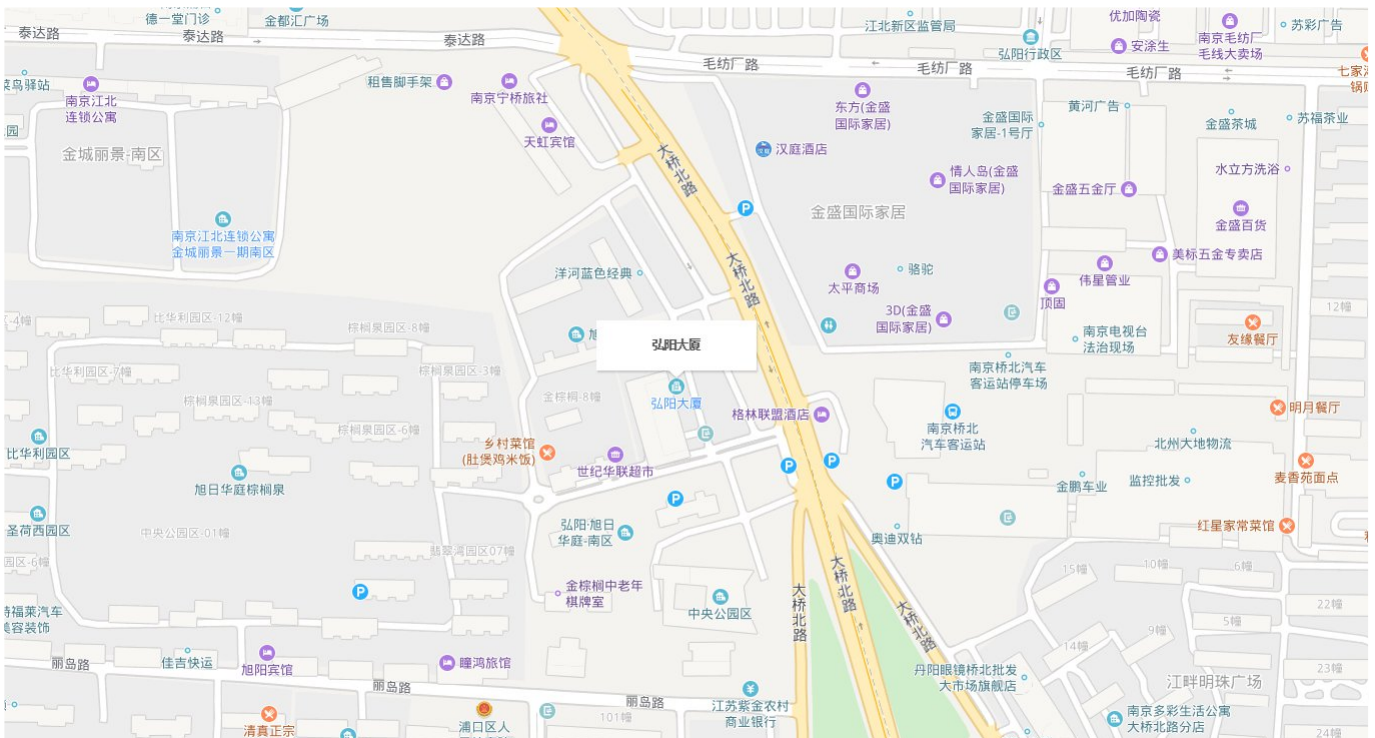 德一堂门诊
金都汇广场
泰达路
泰达路
泰达路
江北新区监管局
弘阳行政区
优加陶瓷
安涂生
南京毛纺厂
毛线大卖场
苏彩广告
毛纺厂路
毛纺厂路
毛纺厂路
菜鸟驿站
南京江北
连锁公寓
租售脚手架
南京宁桥旅社
天虹宾馆
东方(金盛
国际家居)
金盛国际
家居-1号厅
黄河广告
金盛茶城
苏福茶业
金城丽景-南区
大桥北路
汉庭酒店
情人岛(金盛
国际家居)
金盛五金厅
水立方洗浴
金盛百货
金盛国际家居
南京江北连锁公寓
金城丽景一期南区
大桥北路
洋河蓝色经典
太平商场
骆驼
伟星管业
美标五金专卖店
顶固
3D(金盛
国际家居)
南京电视台
法治现场
友缘餐厅
12幢
比华利园区-12幢
棕榈泉园区-8幢
弘阳大厦
比华利园区-7幢
棕榈泉园区-3幢
南京桥北汽车
客运站停车场
棕榈泉园区-13幢
金棕榈-8幢
弘阳大厦
格林联盟酒店
南京桥北
汽车客运站
明月餐厅
棕榈泉园区-6幢
乡村菜馆
(肚煲鸡米饭)
世纪华联超市
比华利园区
北州大地物流
旭日华庭棕榈泉
金鹏车业
监控批发
麦香苑面点
圣荷西园区
中央公园区-01幢
弘阳·旭日
华庭-南区
奥迪双钻
红星家常菜馆
翡翠湾园区07幢
大桥北路
大桥北路
大桥北路
15幢
10幢
6幢
金棕榈中老年
棋牌室
中央公园区
22幢
5幢
9幢
14幢
丽岛路
佳吉快运
旭阳宾馆
瞳鸿旅馆
丽岛路
丽岛路
丹阳眼镜桥北批发
大市场旗舰店
江畔明珠广场
23幢
江苏紫金农村
商业银行
101幢
清真正宗
浦口区人
南京多彩生活公寓
大桥北路分店
24幢